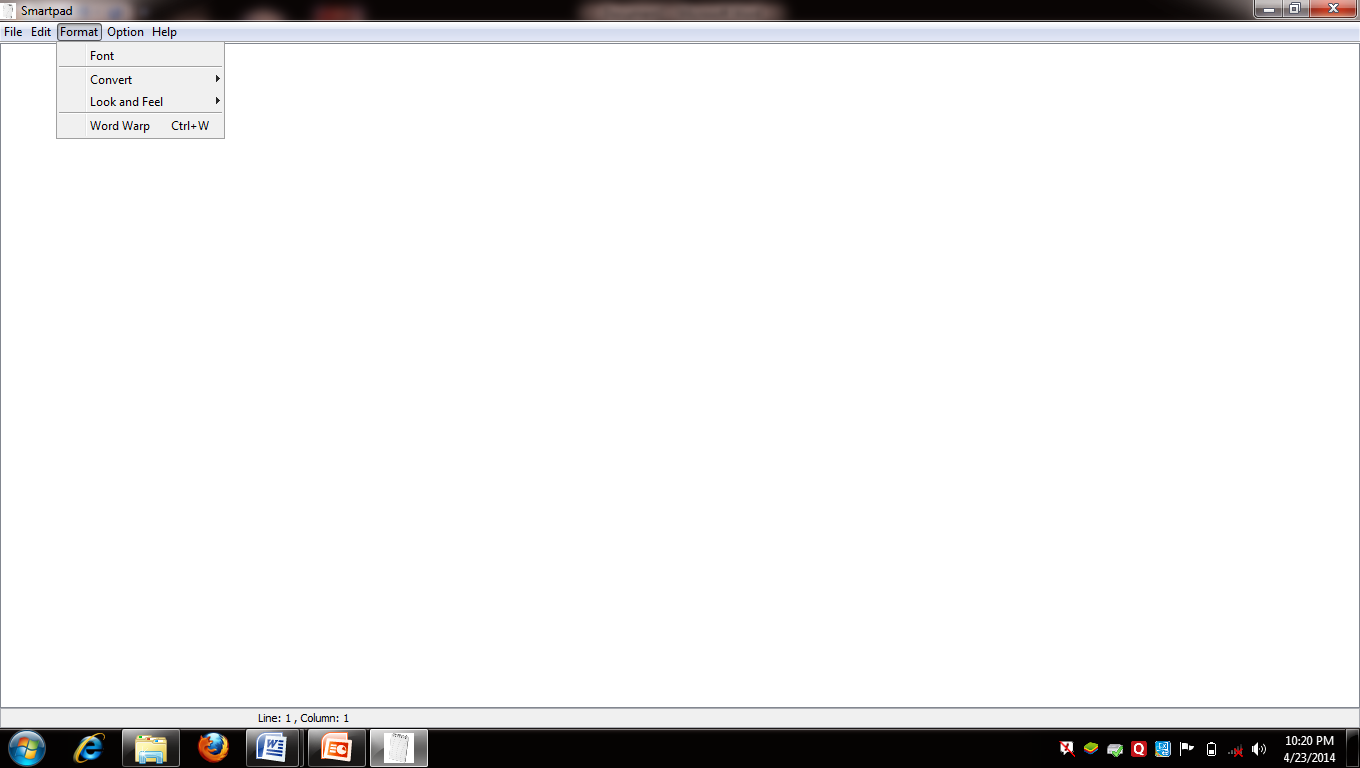 Smartpad
File Edit Format Option Help
Font
Convert
Look and Feel
Word Warp Ctrl+W
Line: 1 , Column: 1
10:20 PM
4/23/2014